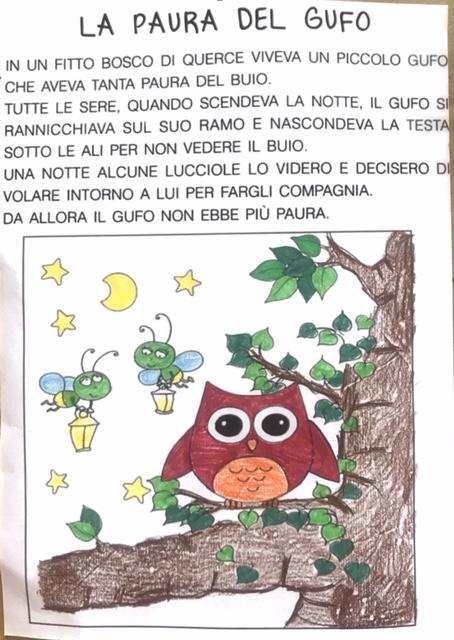 LA PAURA DEL GUFO
IN UN FITTO BOSCO DI QUERCE VIVEVA UN PICCOLO GUFO
CHE AVEVA TANTA PAURA DEL BUIO.
TUTTE LE SERE, QUANDO SCENDEVA LA NOTTE, IL GUFO SI
RANNICCHIAVA SUL SUO RAMO E NASCONDEVA LA TESTA
SOTTO LE ALI PER NON VEDERE IL BUIO.
UNA NOTTE ALCUNE LUCCIOLE LO VIDERO E DECISERO DI
VOLARE INTORNO A LUI PER FARGLI COMPAGNIA.
DA ALLORA IL GUFO NON EBBE PIÙ PAURA.